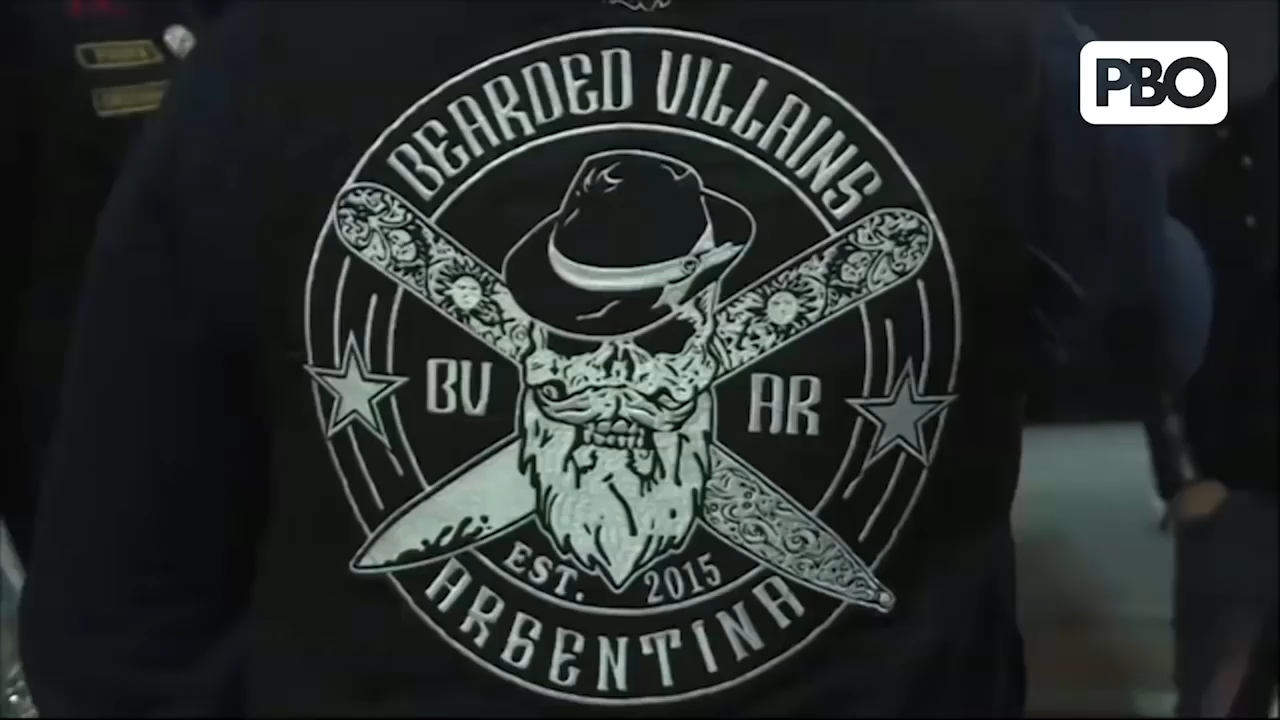 PBO
BEARDED VILLAINS
BV
AR
EST. 2015
ARGENTINA